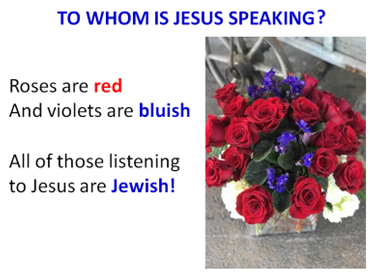 TO WHOM IS JESUS SPEAKING?
Roses are red
And violets are bluish
All of those listening
to Jesus are Jewish!